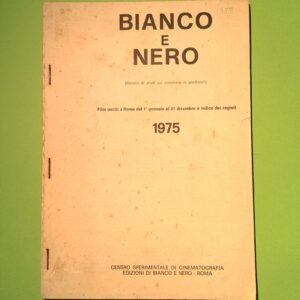 BIANCO
E
NERO
Film usciti a Roma dal 1° gennaio al 31 dicembre e indice dei registi
1975
CENTRO SPERIMENTALE DI CINEMATOGRAFIA
EDIZIONI DI BIANCO E NERO - ROMA